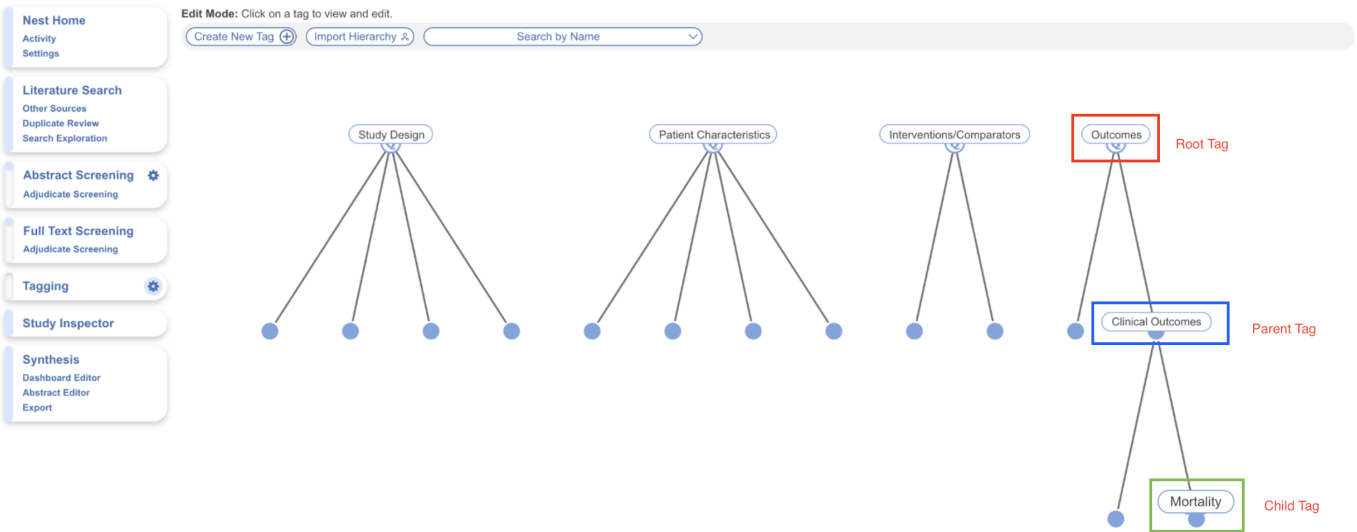 Nest Home
Activity
Settings
Literature Search
Other Sources
Duplicate Review
Search Exploration
Abstract Screening
Adjudicate Screening
Full Text Screening
Adjudicate Screening
Tagging
Study Inspector
Synthesis
Dashboard Editor
Abstract Editor
Export
Edit Mode: Click on a tag to view and edit.
Create New Tag Import Hierarchy Search by Name
Study Design Patient Characteristics Interventions/Comparators Outcomes Root Tag
Clinical Outcomes Parent Tag
Mortality Child Tag